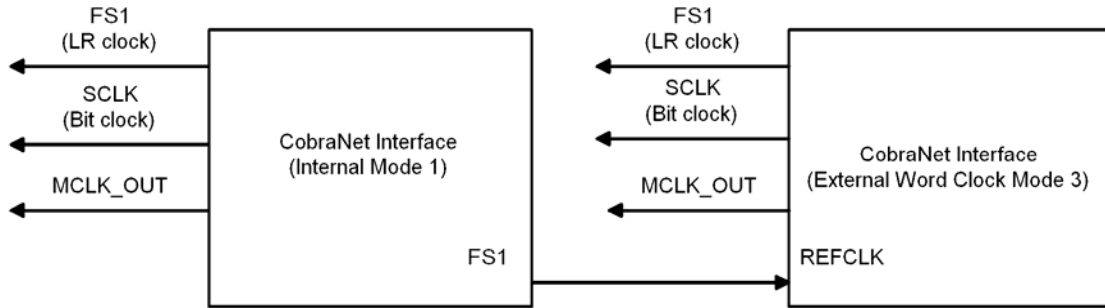 FS1
(LR clock)
SCLK
(Bit clock)
MCLK_OUT
CobraNet Interface
(Internal Mode 1)
FS1
FS1
(LR clock)
SCLK
(Bit clock)
MCLK_OUT
CobraNet Interface
(External Word Clock Mode 3)
REFCLK